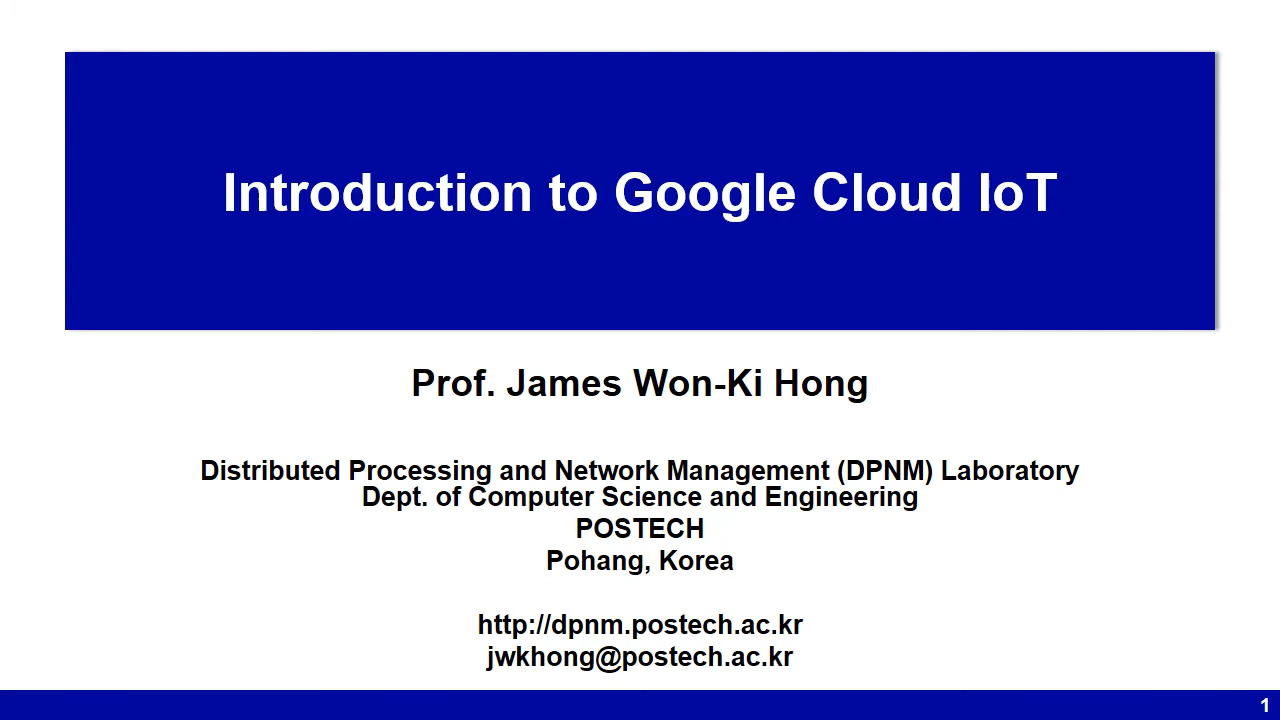 Introduction to Google Cloud IoT
Prof. James Won-Ki Hong
Distributed Processing and Network Management (DPNM) Laboratory
Dept. of Computer Science and Engineering
POSTECH
Pohang, Korea
http://dpnm.postech.ac.kr
jwkhong@postech.ac.kr
1